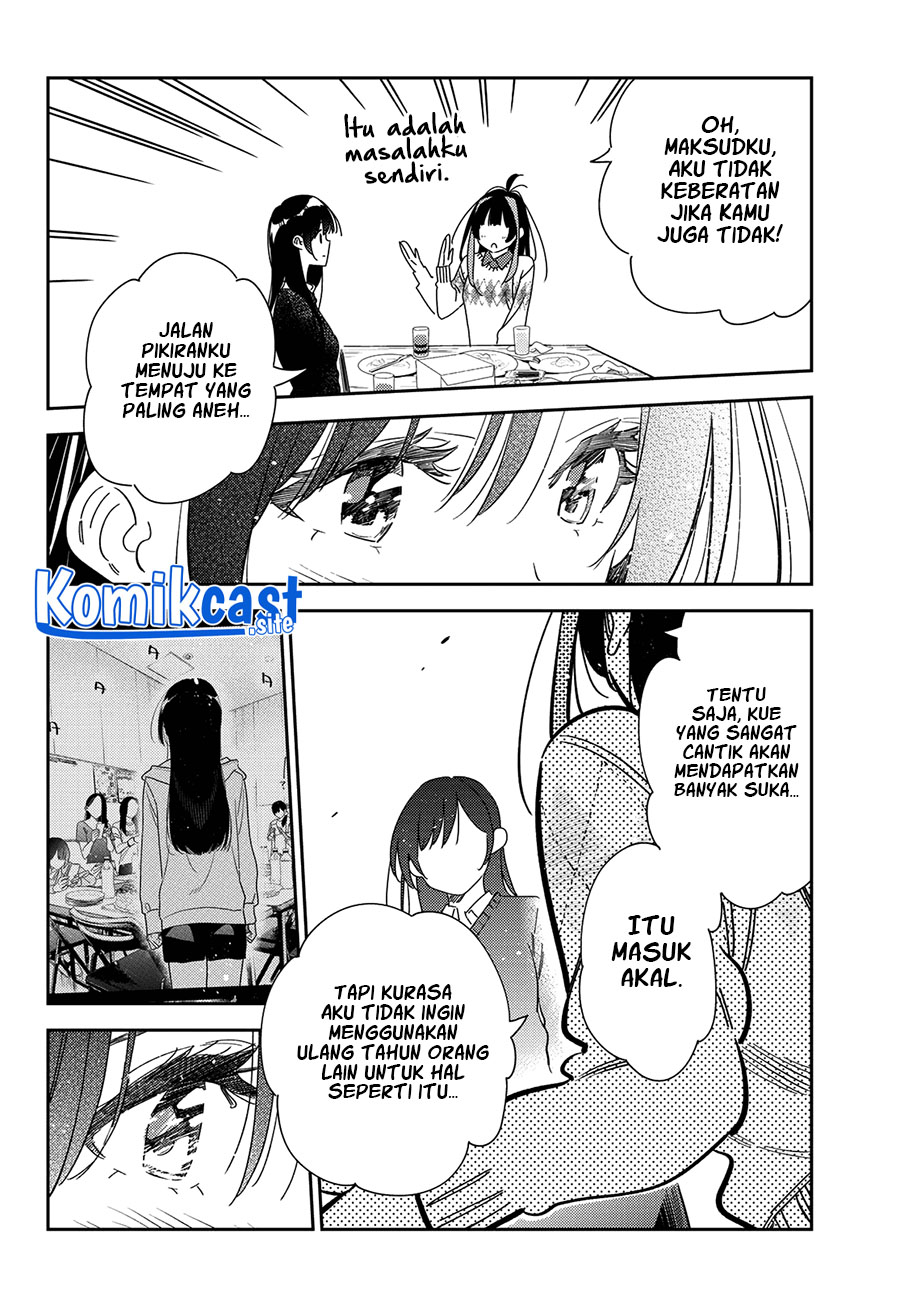 OH,
MAKSUDKU,
AKU TIDAK
KEBERATAN
JIKA KAMU
JUGA TIDAK!
Itu adalah
masalahku
sendiri.
JALAN
PIKIRANKU
MENUJU KE
TEMPAT YANG
PALING ANEH...
Komikcast
.site
TENTU
SAJA, KUE
YANG SANGAT
CANTIK AKAN
MENDAPATKAN
BANYAK SUKA...
ITU
MASUK
AKAL.
TAPI KURASA
AKU TIDAK INGIN
MENGGUNAKAN
ULANG TAHUN ORANG
LAIN UNTUK HAL
SEPERTI ITU...